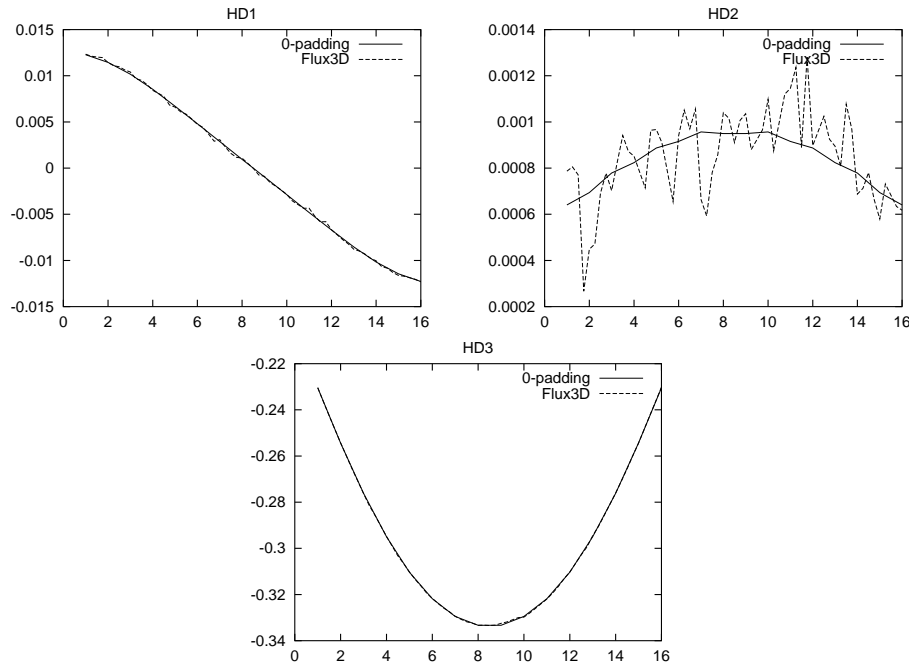 HD1
0.015
0.01
0.005
0
-0.005
-0.01
-0.015
0 2 4 6 8 10 12 14 16
0-padding
Flux3D
HD2
0.0014
0.0012
0.001
0.0008
0.0006
0.0004
0.0002
0 2 4 6 8 10 12 14 16
0-padding
Flux3D
HD3
-0.22
-0.24
-0.26
-0.28
-0.3
-0.32
-0.34
0 2 4 6 8 10 12 14 16
0-padding
Flux3D